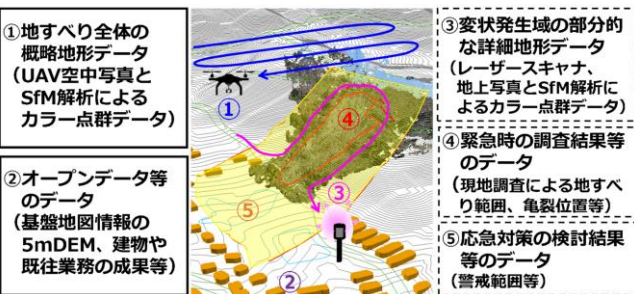 ①地すべり全体の
概略地形データ
(UAV空中写真と
SfM解析による
カラー点群データ)
②オープンデータ等
のデータ
(基盤地図情報の
5mDEM、建物や
既往業務の成果等)
①
④
③
⑤
②
③変状発生域の部分的
な詳細地形データ
(レーザースキャナ、
地上写真とSfM解析に
よるカラー点群データ)
④緊急時の調査結果等
のデータ
(現地調査による地すべ
り範囲、亀裂位置等)
⑤応急対策の検討結果
等のデータ
(警戒範囲等)